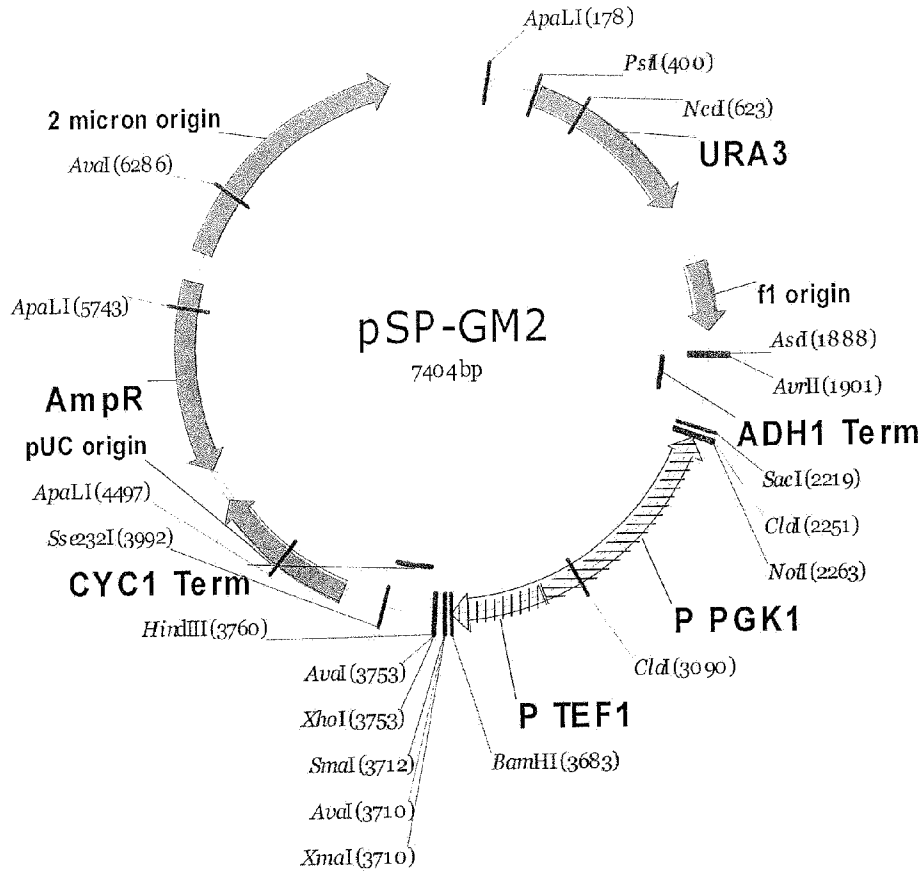 ApaLI(178)
PstI(400)
NcoI(623)
URA3
2 micron origin
AvaI(6286)
f1 origin
ApaLI(5743)
pSP-GM2
7404bp
AscI(1888)
AvrII(1901)
AmpR
ADH1 Term
pUC origin
SacI(2219)
ApaLI(4497)
ClaI(2251)
Sse232I(3992)
NotI(2263)
CYC1 Term
P PGK1
HindIII(3760)
ClaI(3090)
AvaI(3753)
P TEF1
XhoI(3753)
BamHI(3683)
SmaI(3712)
AvaI(3710)
XmaI(3710)